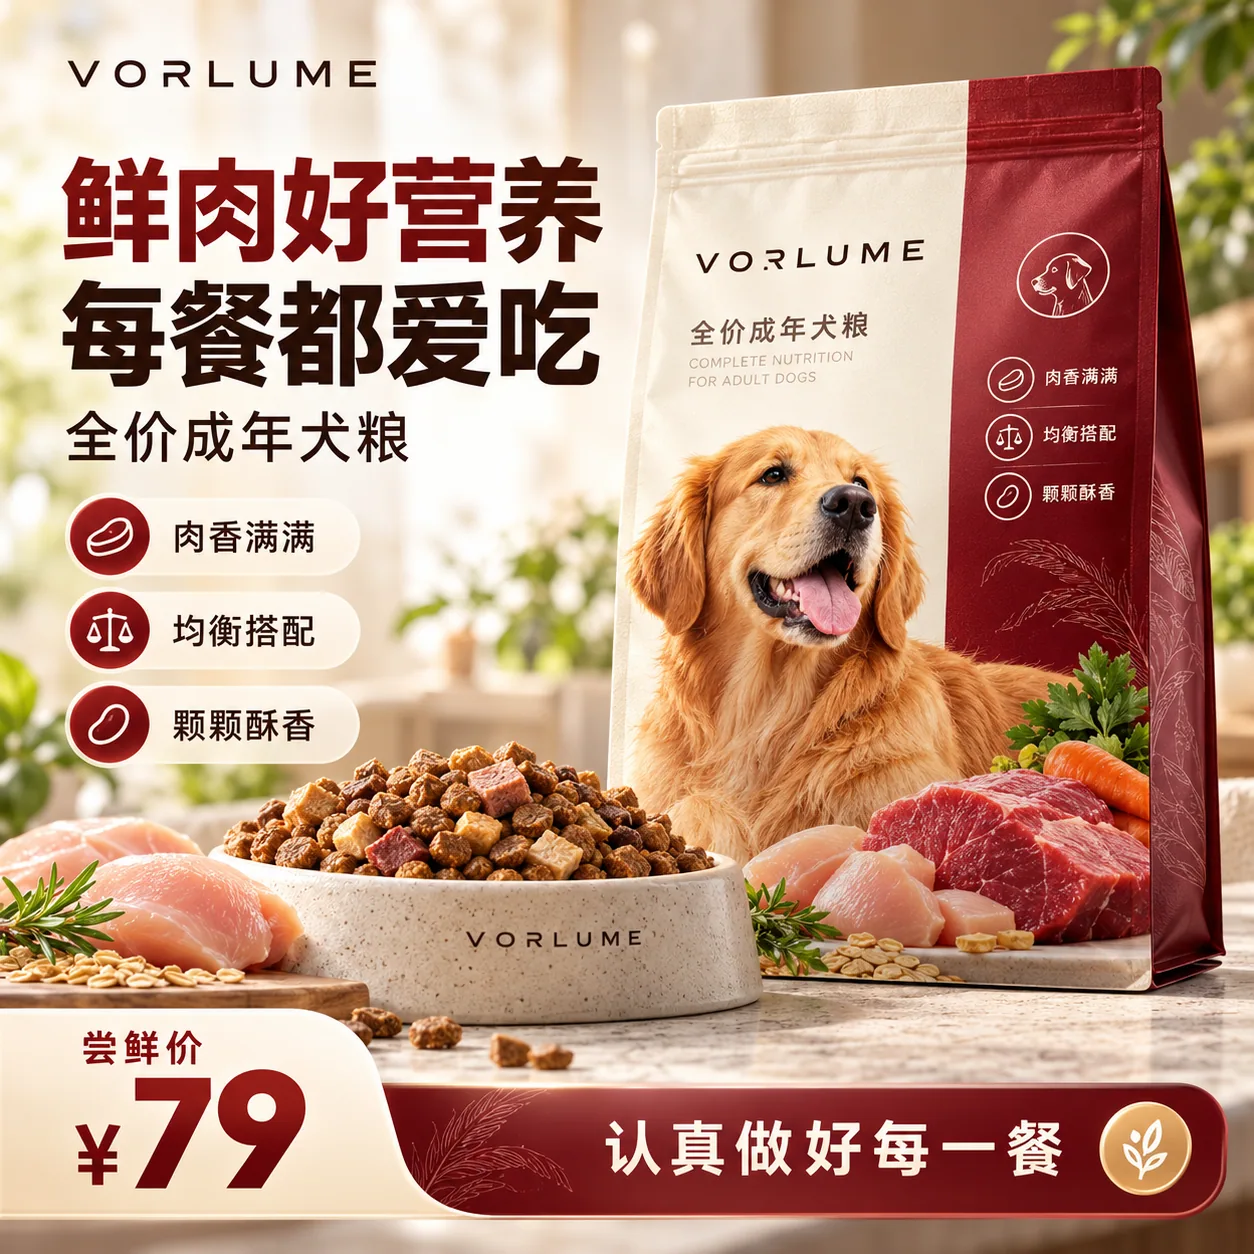 VORLUME
鲜肉好营养
每餐都爱吃
全价成年犬粮
肉香满满
均衡搭配
颗颗酥香
VORLUME
全价成年犬粮
COMPLETE NUTRITION
FOR ADULT DOGS
肉香满满
均衡搭配
颗颗酥香
VORLUME
尝鲜价
¥79
认真做好每一餐